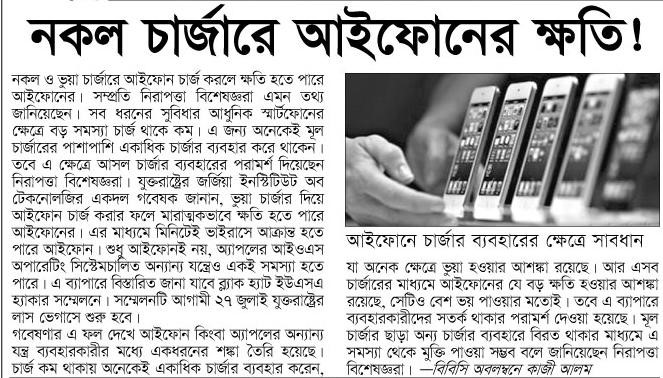 নকল চার্জারে আইফোনের ক্ষতি!
নকল ও ভুয়া চার্জারে আইফোন চার্জ করলে ক্ষতি হতে পারে
আইফোনের। সম্প্রতি নিরাপত্তা বিশেষজ্ঞরা এমন তথ্য
জানিয়েছেন। সব ধরনের সুবিধার আধুনিক স্মার্টফোনের
ক্ষেত্রে বড় সমস্যা চার্জ থাকে কম। এ জন্য অনেকেই মূল
চার্জারের পাশাপাশি একাধিক চার্জার ব্যবহার করে থাকেন।
তবে এ ক্ষেত্রে আসল চার্জার ব্যবহারের পরামর্শ দিয়েছেন
নিরাপত্তা বিশেষজ্ঞরা। যুক্তরাষ্ট্রের জর্জিয়া ইনস্টিটিউট অব
টেকনোলজির একদল গবেষক জানান, ভুয়া চার্জার দিয়ে
আইফোন চার্জ করার ফলে মারাত্মকভাবে ক্ষতি হতে পারে
আইফোনের। এর মাধ্যমে মিনিটেই ভাইরাসে আক্রান্ত হতে
পারে আইফোন। শুধু আইফোনই নয়, অ্যাপলের আইওএস
অপারেটিং সিস্টেমচালিত অন্যান্য যন্ত্রেও একই সমস্যা হতে
পারে। এ ব্যাপারে বিস্তারিত জানা যাবে ব্ল্যাক হ্যাট ইউএসএ
হ্যাকার সম্মেলনে। সম্মেলনটি আগামী ২৭ জুলাই যুক্তরাষ্ট্রের
লাস ভেগাসে শুরু হবে।
গবেষণার এ ফল দেখে আইফোন কিংবা অ্যাপলের অন্যান্য
যন্ত্র ব্যবহারকারীর মধ্যে একধরনের শঙ্কা তৈরি হয়েছে।
চার্জ কম থাকায় অনেকেই একাধিক চার্জার ব্যবহার করেন,
আইফোনে চার্জার ব্যবহারের ক্ষেত্রে সাবধান
যা অনেক ক্ষেত্রে ভুয়া হওয়ার আশঙ্কা রয়েছে। আর এসব
চার্জারের মাধ্যমে আইফোনের যে বড় ক্ষতি হওয়ার আশঙ্কা
রয়েছে, সেটিও বেশ ভয় পাওয়ার মতোই। তবে এ ব্যাপারে
ব্যবহারকারীদের সতর্ক থাকার পরামর্শ দেওয়া হয়েছে। মূল
চার্জার ছাড়া অন্য চার্জার ব্যবহারে বিরত থাকার মাধ্যমে এ
সমস্যা থেকে মুক্তি পাওয়া সম্ভব বলে জানিয়েছেন নিরাপত্তা
বিশেষজ্ঞরা। —বিবিসি অবলম্বনে কাজী আলম